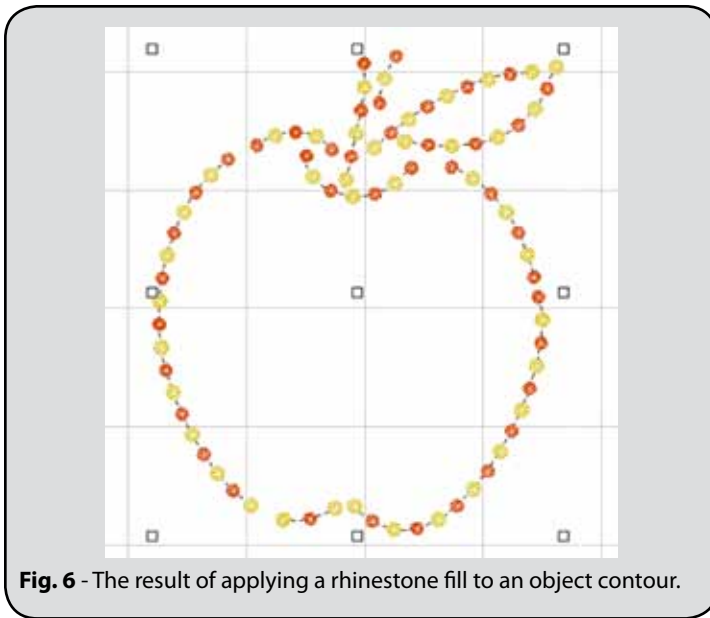 Fig. 6 - The result of applying a rhinestone fill to an object contour.